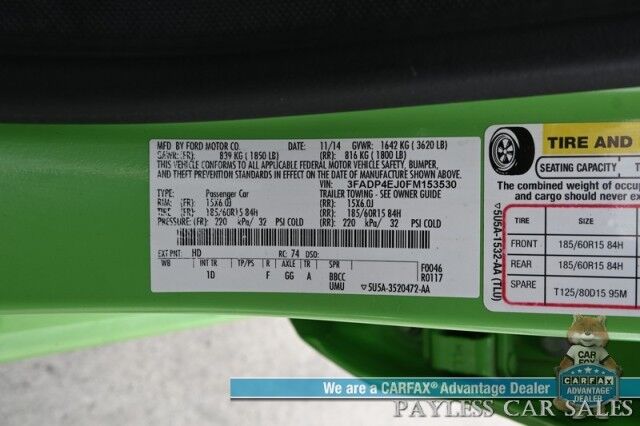 MFD BY FORD MOTOR CO. DATE: 11/14 GVWR: 1642 KG ( 3620 LB)
GAWR: (FR): 839 KG ( 1850 LB) (RR): 816 KG ( 1800 LB)
THIS VEHICLE CONFORMS TO ALL APPLICABLE FEDERAL MOTOR VEHICLE SAFETY, BUMPER,
AND THEFT PREVENTION STANDARDS IN EFFECT ON THE DATE OF MANUFACTURE SHOWN ABOVE.
VIN: 3FADP4EJ0FM153530
TYPE: Passenger Car TRAILER TOWING - SEE OWNER GUIDE
RIM: (FR) 15X6.0J (RR): 15X6.0J
TIRE: (FR) 185/60R15 84H (RR): 185/60R15 84H
PRESSURE: (FR) 220 kPa/ 32 PSI COLD (RR): 220 kPa/ 32 PSI COLD
EXT PNT: HD RC: 74 DSO:
WB INT TR TP/PS R AXLE TR SPR F0046
1D F GG A BBCC R0117
UMU ▽5U5A-3520472-AA
▽5U5A-1532-AA (TLU)
TIRE AND
SEATING CAPACITY
The combined weight of
and cargo should never
TIRE SIZE
FRONT 185/60R15 84H
REAR 185/60R15 84H
SPARE T125/80D15 95M
We are a CARFAX® Advantage Dealer
CAR
FOX
CARFAX
ADVANTAGE
DEALER
PAYLESS CAR SALES